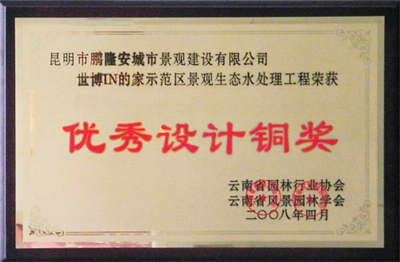 昆明市鹏隆安城市景观建设有限公司
世博IN的家示范区景观生态水处理工程荣获
优秀设计铜奖
云南省园林行业协会
云南省风景园林学会
二〇〇八年四月